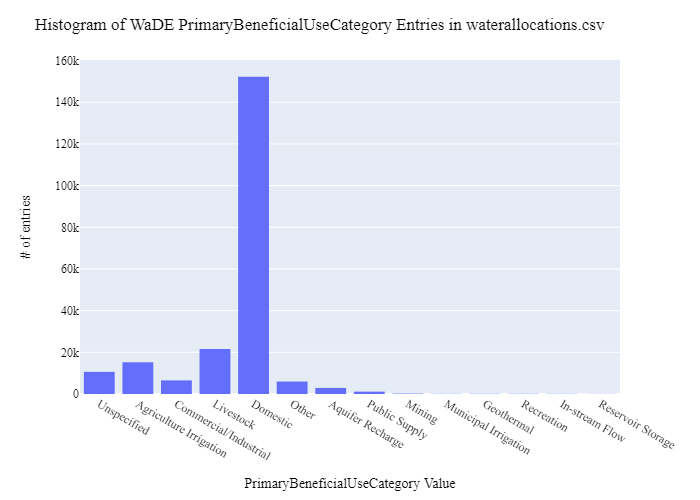 Histogram of WaDE PrimaryBeneficialUseCategory Entries in waterallocations.csv
160k
140k
120k
100k
80k
60k
40k
20k
0
# of entries
Unspecified
Agriculture Irrigation
Commercial/Industrial
Livestock
Domestic
Other
Aquifer Recharge
Public Supply
Mining
Municipal Irrigation
Geothermal
Recreation
In-stream Flow
Reservoir Storage
PrimaryBeneficialUseCategory Value